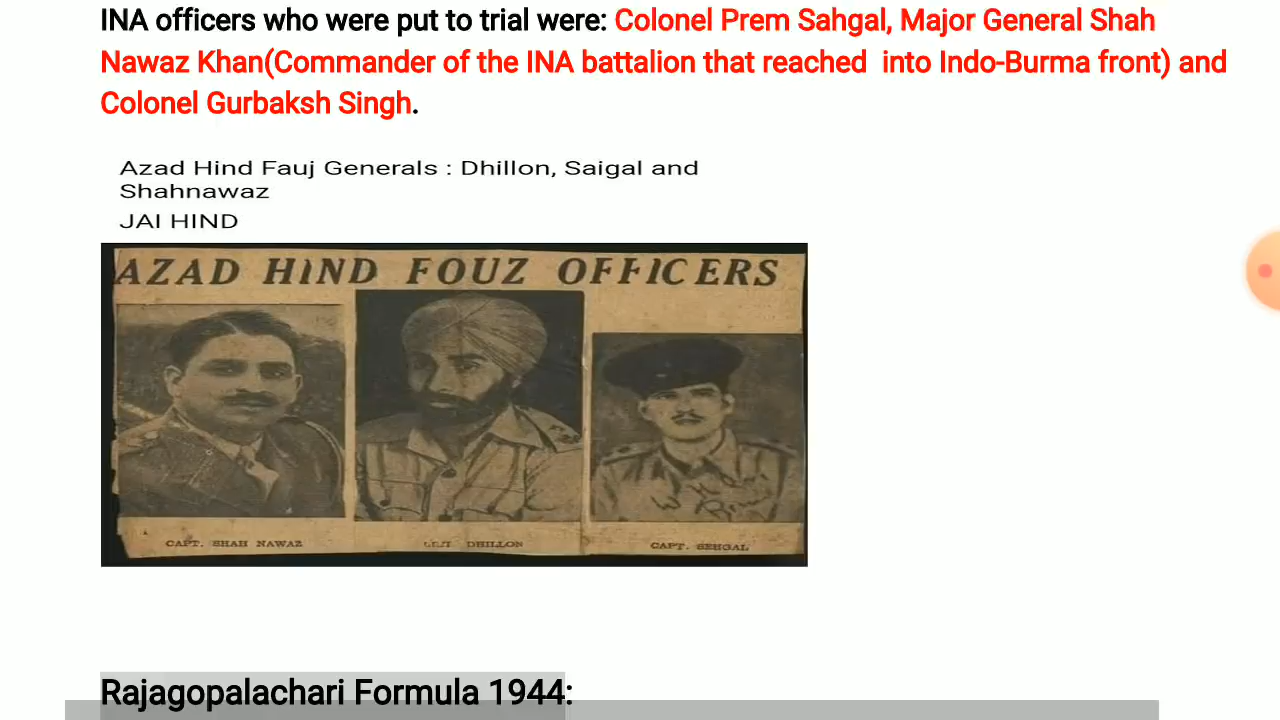 INA officers who were put to trial were: Colonel Prem Sahgal, Major General Shah
Nawaz Khan(Commander of the INA battalion that reached into Indo-Burma front) and
Colonel Gurbaksh Singh.
Azad Hind Fauj Generals : Dhillon, Saigal and
Shahnawaz
JAI HIND
AZAD HIND FOUZ OFFICERS
CAPT. SHAH NAWAZ
DHILLON
CAPT. SEHGAL
Rajagopalachari Formula 1944: